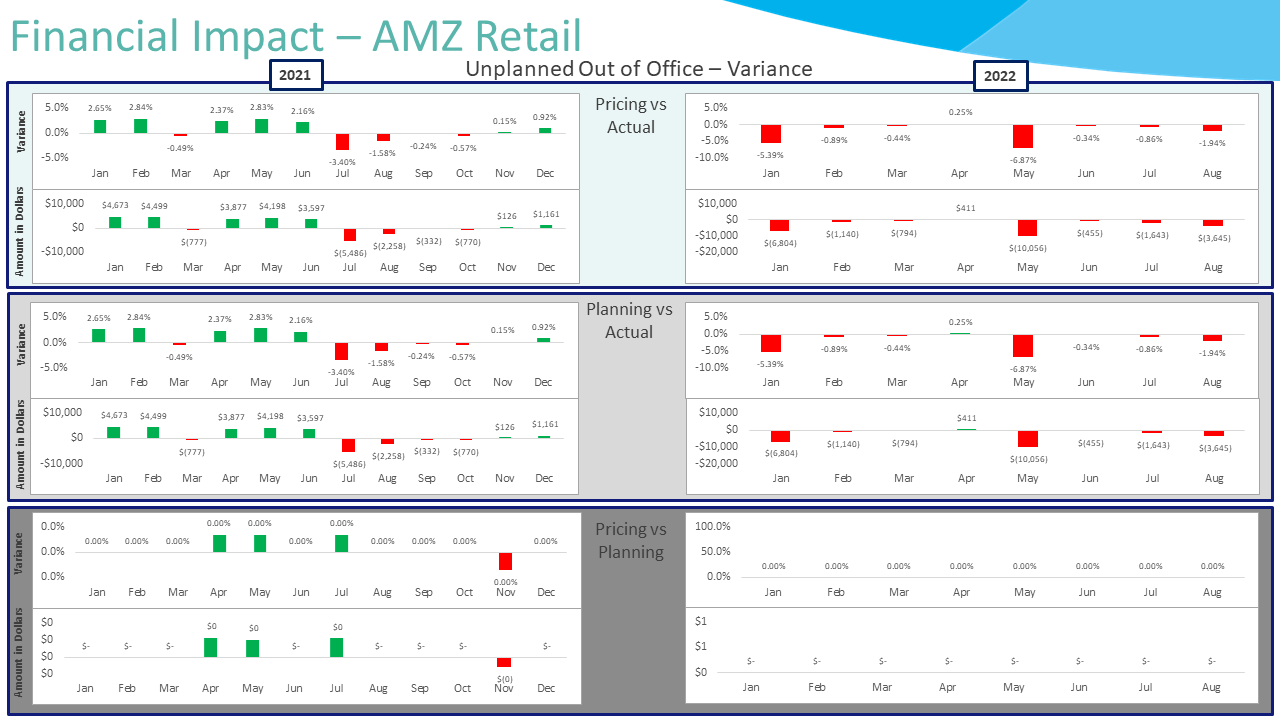 Financial Impact – AMZ Retail
Unplanned Out of Office – Variance
2021
2022
Pricing vs
Actual
Variance
5.0%
0.0%
-5.0%
2.65% 2.84% -0.49% 2.37% 2.83% 2.16% -3.40% -1.58% -0.24% -0.57% 0.15% 0.92%
Jan Feb Mar Apr May Jun Jul Aug Sep Oct Nov Dec
Amount in Dollars
$10,000
$0
-$10,000
$4,673 $4,499 $(777) $3,877 $4,198 $3,597 $(5,486) $(2,258) $(332) $(770) $126 $1,161
Jan Feb Mar Apr May Jun Jul Aug Sep Oct Nov Dec
5.0%
0.0%
-5.0%
-10.0%
-5.39% -0.89% -0.44% 0.25% -6.87% -0.34% -0.86% -1.94%
Jan Feb Mar Apr May Jun Jul Aug
$10,000
$0
-$10,000
-$20,000
$(6,804) $(1,140) $(794) $411 $(10,056) $(455) $(1,643) $(3,645)
Jan Feb Mar Apr May Jun Jul Aug
Planning vs
Actual
Variance
5.0%
0.0%
-5.0%
2.65% 2.84% -0.49% 2.37% 2.83% 2.16% -3.40% -1.58% -0.24% -0.57% 0.15% 0.92%
Jan Feb Mar Apr May Jun Jul Aug Sep Oct Nov Dec
Amount in Dollars
$10,000
$0
-$10,000
$4,673 $4,499 $(777) $3,877 $4,198 $3,597 $(5,486) $(2,258) $(332) $(770) $126 $1,161
Jan Feb Mar Apr May Jun Jul Aug Sep Oct Nov Dec
5.0%
0.0%
-5.0%
-10.0%
-5.39% -0.89% -0.44% 0.25% -6.87% -0.34% -0.86% -1.94%
Jan Feb Mar Apr May Jun Jul Aug
$10,000
$0
-$10,000
-$20,000
$(6,804) $(1,140) $(794) $411 $(10,056) $(455) $(1,643) $(3,645)
Jan Feb Mar Apr May Jun Jul Aug
Pricing vs
Planning
Variance
0.0%
0.0%
0.0%
0.00% 0.00% 0.00% 0.00% 0.00% 0.00% 0.00% 0.00% 0.00% 0.00% 0.00% 0.00%
Jan Feb Mar Apr May Jun Jul Aug Sep Oct Nov Dec
Amount in Dollars
$0
$0
$0
$0
$- $- $- $0 $0 $- $0 $- $- $- $(0) $-
Jan Feb Mar Apr May Jun Jul Aug Sep Oct Nov Dec
100.0%
50.0%
0.0%
0.00% 0.00% 0.00% 0.00% 0.00% 0.00% 0.00% 0.00%
Jan Feb Mar Apr May Jun Jul Aug
$1
$1
$0
$- $- $- $- $- $- $- $-
Jan Feb Mar Apr May Jun Jul Aug